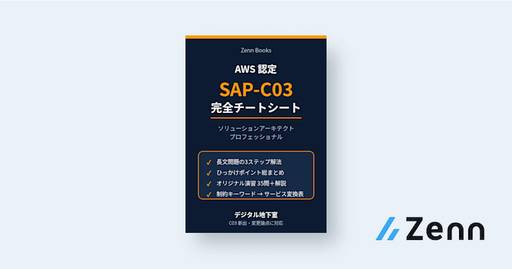 Zenn Books
AWS 認定
SAP-C03
完全チートシート
ソリューションアーキテクト
プロフェッショナル
✓ 長文問題の3ステップ解法
✓ ひっかけポイント総まとめ
✓ オリジナル演習 35問＋解説
✓ 制約キーワード → サービス変換表
デジタル地下室
C03 新出・変更論点に対応
Zenn